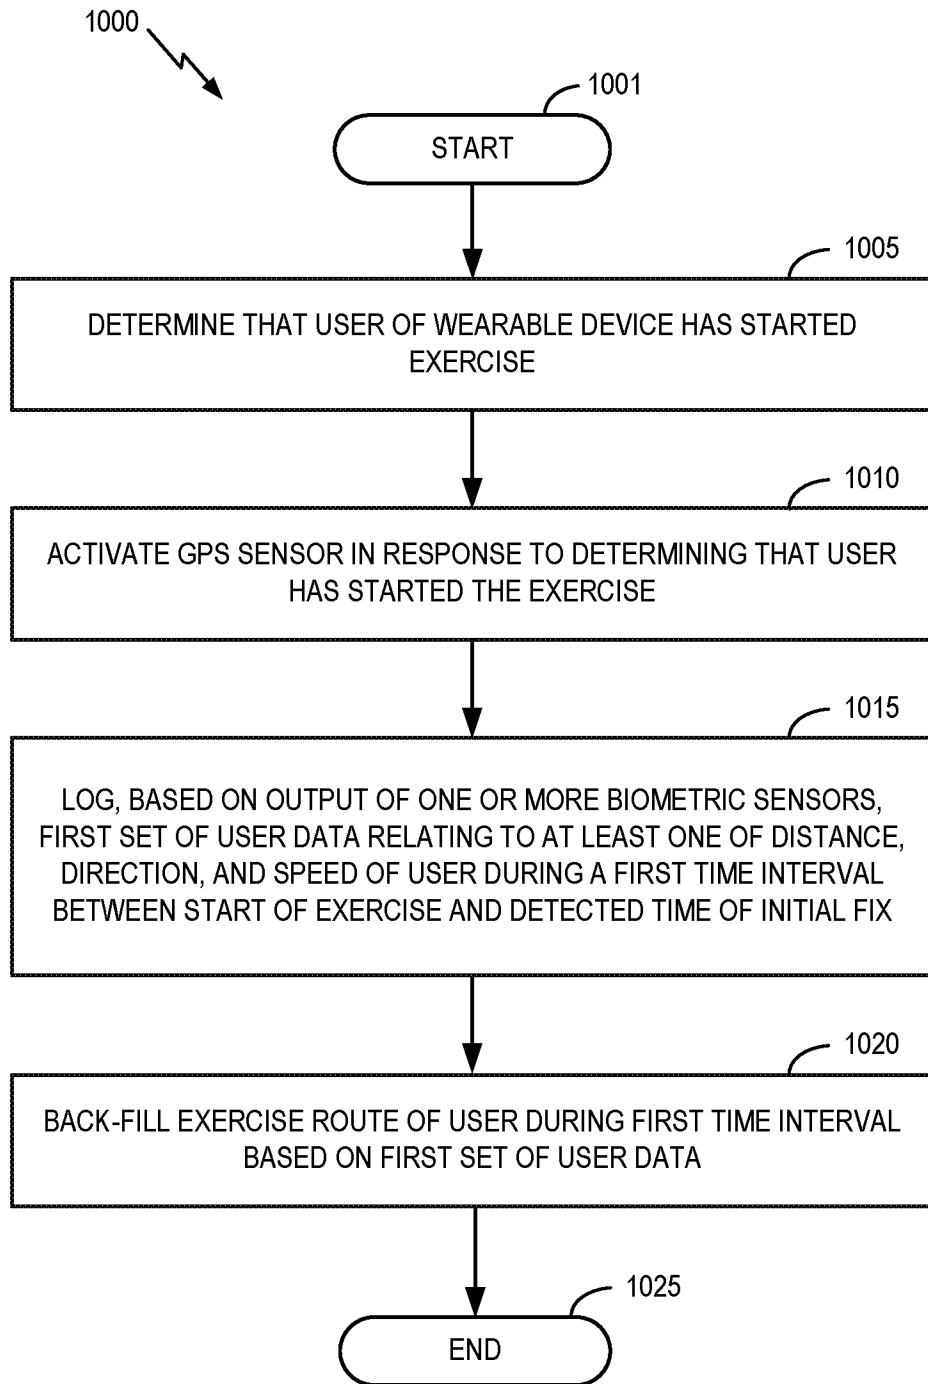 1000
1001
START
1005
DETERMINE THAT USER OF WEARABLE DEVICE HAS STARTED
EXERCISE
1010
ACTIVATE GPS SENSOR IN RESPONSE TO DETERMINING THAT USER
HAS STARTED THE EXERCISE
1015
LOG, BASED ON OUTPUT OF ONE OR MORE BIOMETRIC SENSORS,
FIRST SET OF USER DATA RELATING TO AT LEAST ONE OF DISTANCE,
DIRECTION, AND SPEED OF USER DURING A FIRST TIME INTERVAL
BETWEEN START OF EXERCISE AND DETECTED TIME OF INITIAL FIX
1020
BACK-FILL EXERCISE ROUTE OF USER DURING FIRST TIME INTERVAL
BASED ON FIRST SET OF USER DATA
1025
END